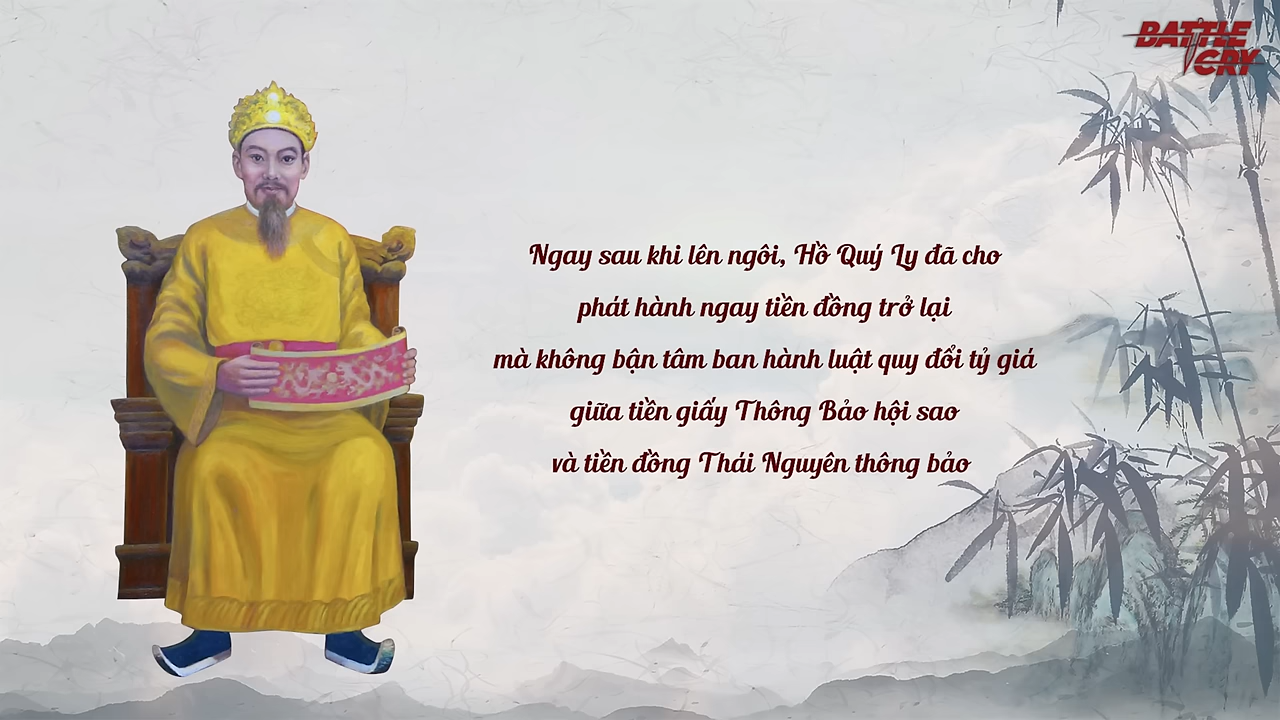 BATTLE
CRY
Ngay sau khi lên ngôi, Hồ Quý Ly đã cho
phát hành ngay tiền đồng trở lại
mà không bận tâm ban hành luật quy đổi tỷ giá
giữa tiền giấy Thông Bảo hội sao
và tiền đồng Thái Nguyên thông bảo